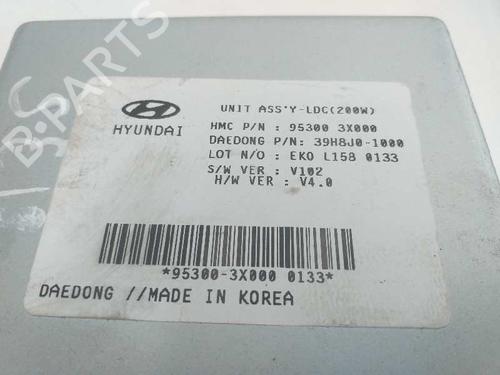 UNIT ASS'Y-LDC(200W)
HYUNDAI
HMC P/N : 95300 3X000
DAEDONG P/N: 39H8J0-1000
LOT N/O : EKO L158 0133
S/W VER : V102
H/W VER : V4.0
*95300-3X000 0133*
DAEDONG //MADE IN KOREA